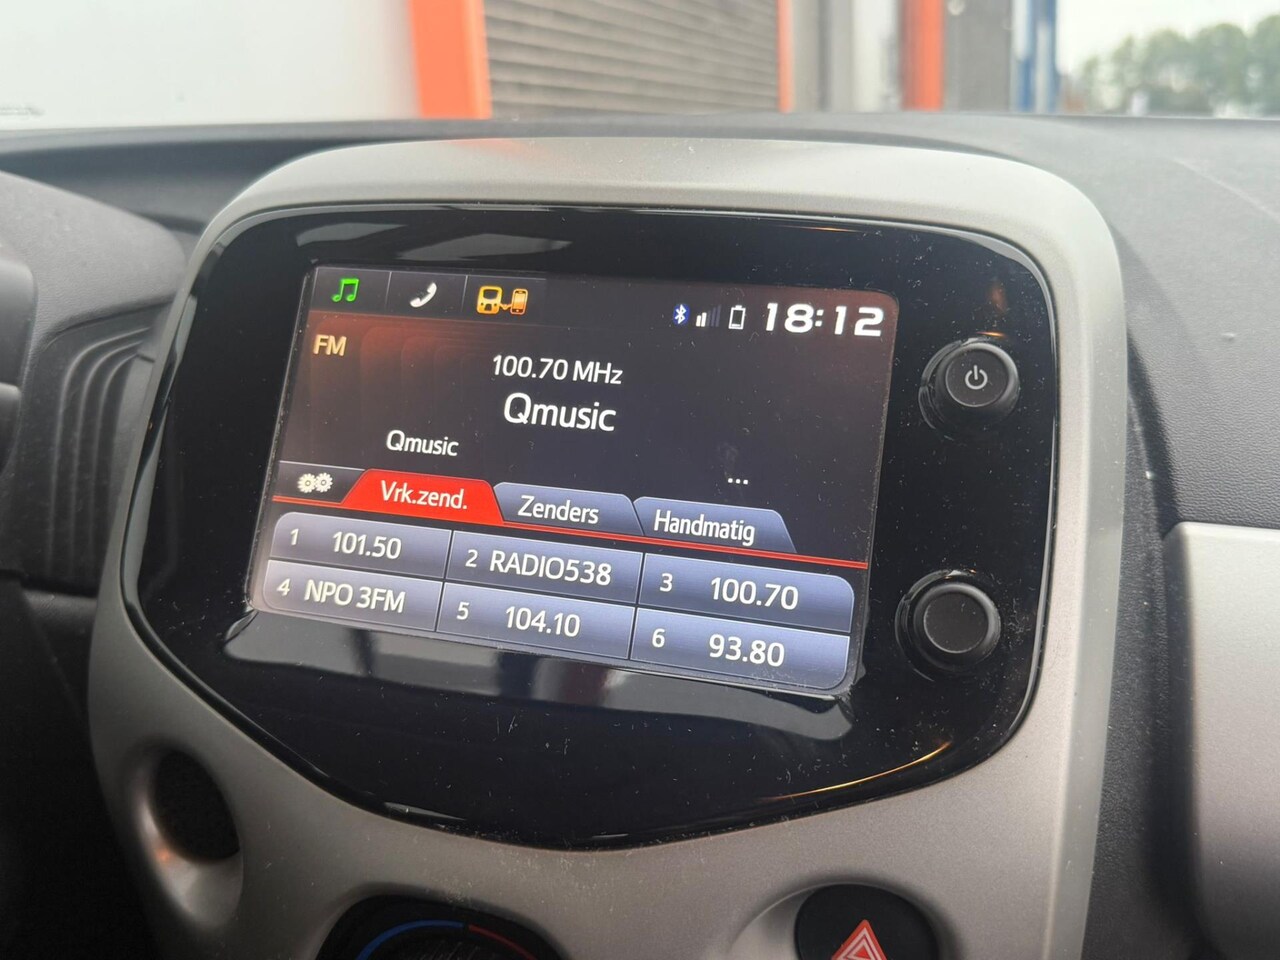 18:12
FM
100.70 MHz
Qmusic
Qmusic
...
Vrk.zend. Zenders Handmatig
1 101.50 2 RADIO538 3 100.70
4 NPO 3FM 5 104.10 6 93.80